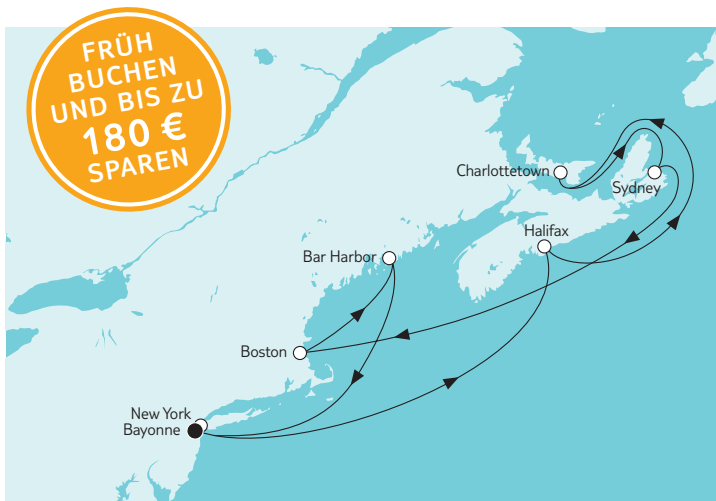 FRÜH
BUCHEN
UND BIS ZU
180 €
SPAREN
Charlottetown
Sydney
Halifax
Bar Harbor
Boston
New York
Bayonne